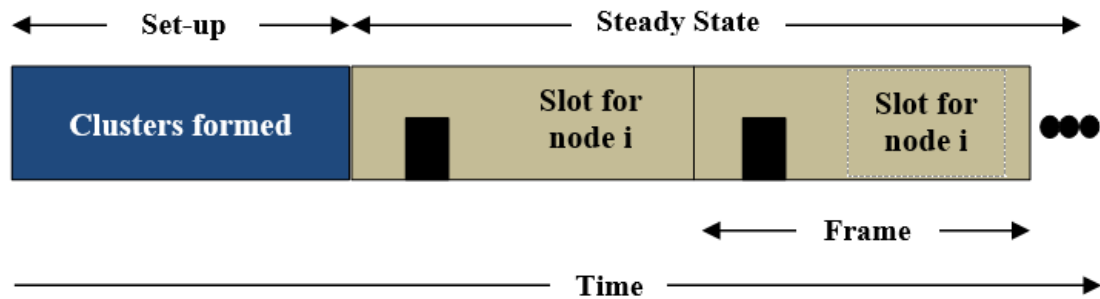 Set-up
Steady State
Clusters formed
Slot for
node i
Slot for
node i
Frame
Time